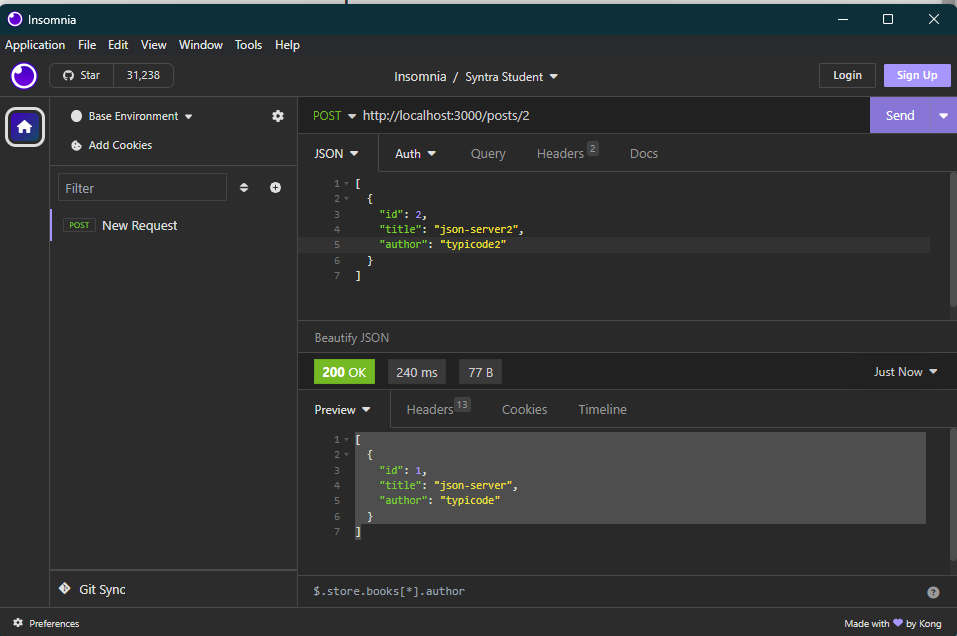 Insomnia
Application File Edit View Window Tools Help
Star 31,238
Insomnia / Syntra Student
Login Sign Up
Base Environment
Add Cookies
Filter
POST New Request
Git Sync
POST http://localhost:3000/posts/2 Send
JSON Auth Query Headers 2 Docs
1 [
2 {
3 "id": 2,
4 "title": "json-server2",
5 "author": "typicode2"
6 }
7 ]
Beautify JSON
200 OK 240 ms 77 B Just Now
Preview Headers 13 Cookies Timeline
1 [
2 {
3 "id": 1,
4 "title": "json-server",
5 "author": "typicode"
6 }
7 ]
$.store.books[*].author ?
Preferences Made with 💜 by Kong